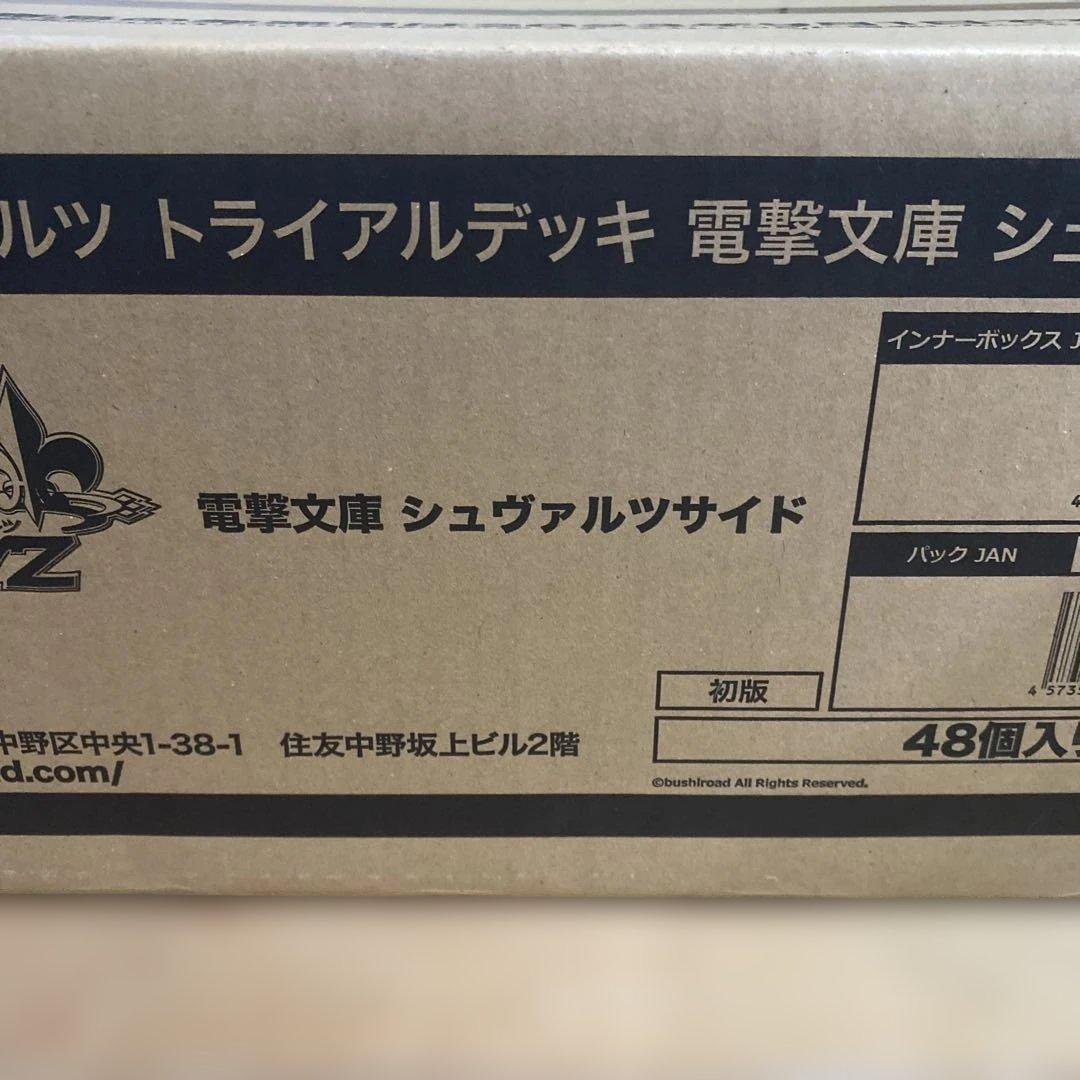 ルツ トライアルデッキ 電撃文庫 シュ
インナーボックス J
4
電撃文庫 シュヴァルツサイド
パック JAN
4 573
初版
48個入
中野区中央1-38-1 住友中野坂上ビル2階
d.com/
©bushiroad All Rights Reserved.